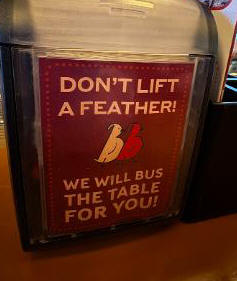 DON'T LIFT
A FEATHER!
WE WILL BUS
THE TABLE
FOR YOU!